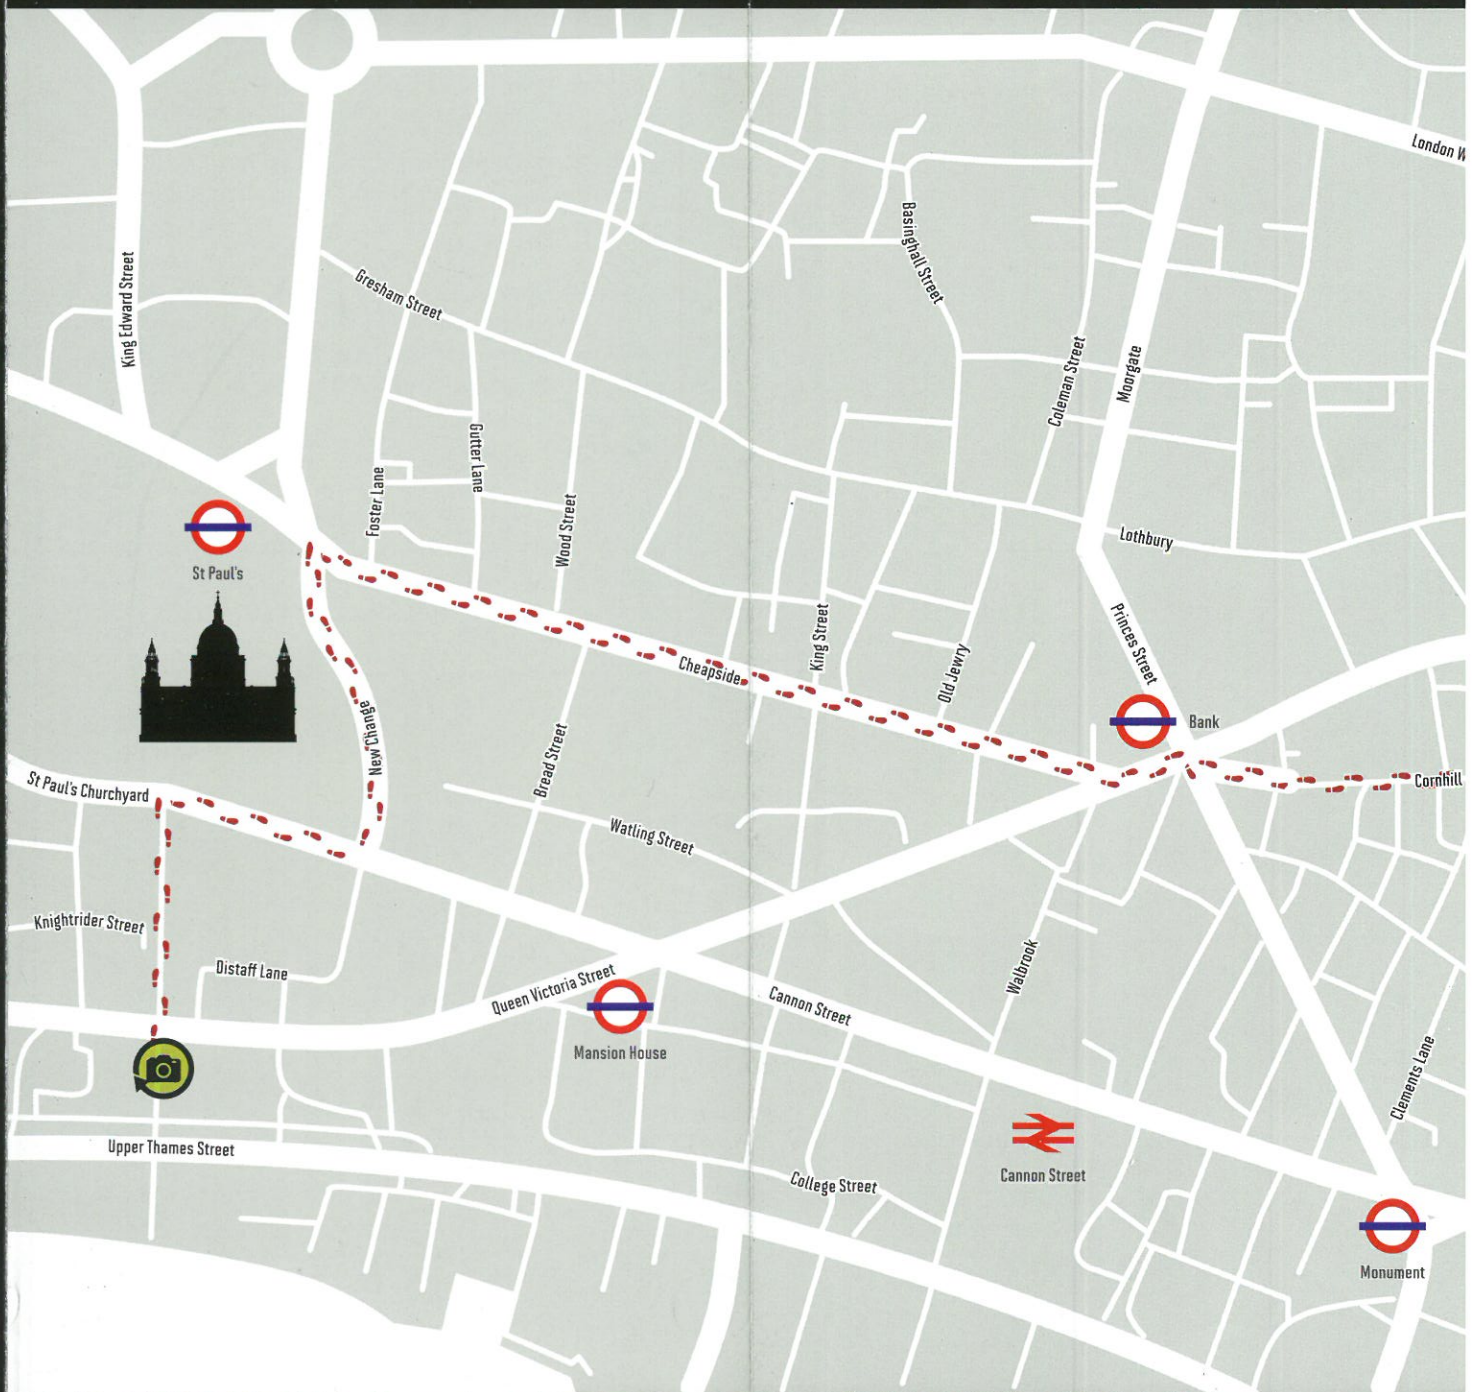 London W
King Edward Street
Basinghall Street
Gresham Street
Coleman Street
Moorgate
Gutter Lane
Foster Lane
Wood Street
Lothbury
St Paul's
King Street
Princes Street
Old Jewry
Cheapside
New Change
Bank
Bread Street
St Paul's Churchyard
Cornhill
Watling Street
Knightrider Street
Distaff Lane
Walbrook
Queen Victoria Street
Cannon Street
Mansion House
Clements Lane
Upper Thames Street
College Street
Cannon Street
Monument